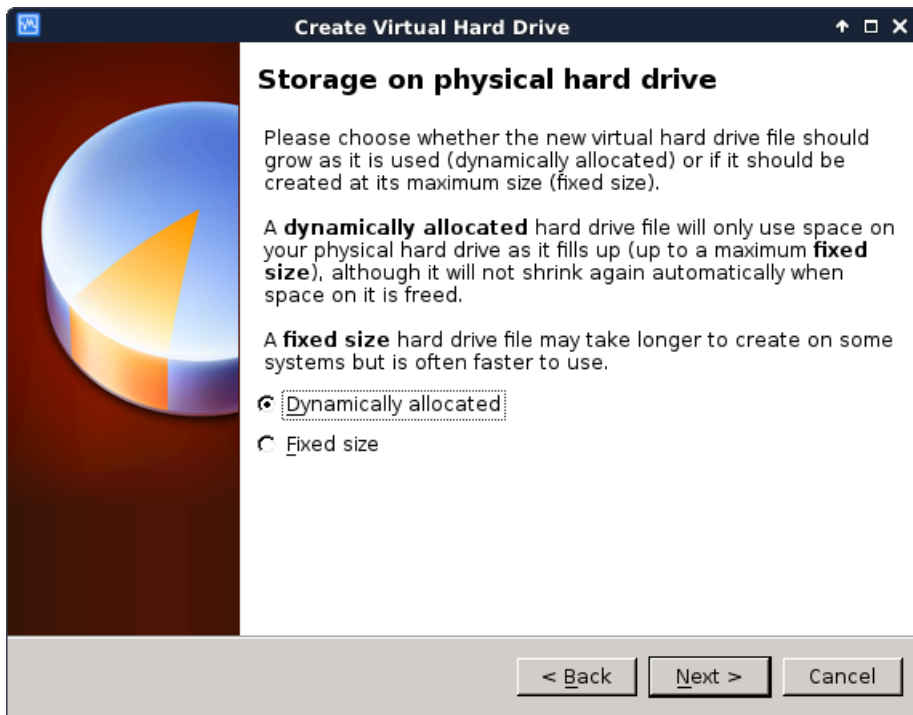 Create Virtual Hard Drive
Storage on physical hard drive
Please choose whether the new virtual hard drive file should
grow as it is used (dynamically allocated) or if it should be
created at its maximum size (fixed size).
A dynamically allocated hard drive file will only use space on
your physical hard drive as it fills up (up to a maximum fixed
size), although it will not shrink again automatically when
space on it is freed.
A fixed size hard drive file may take longer to create on some
systems but is often faster to use.
Dynamically allocated
Fixed size
< Back
Next >
Cancel